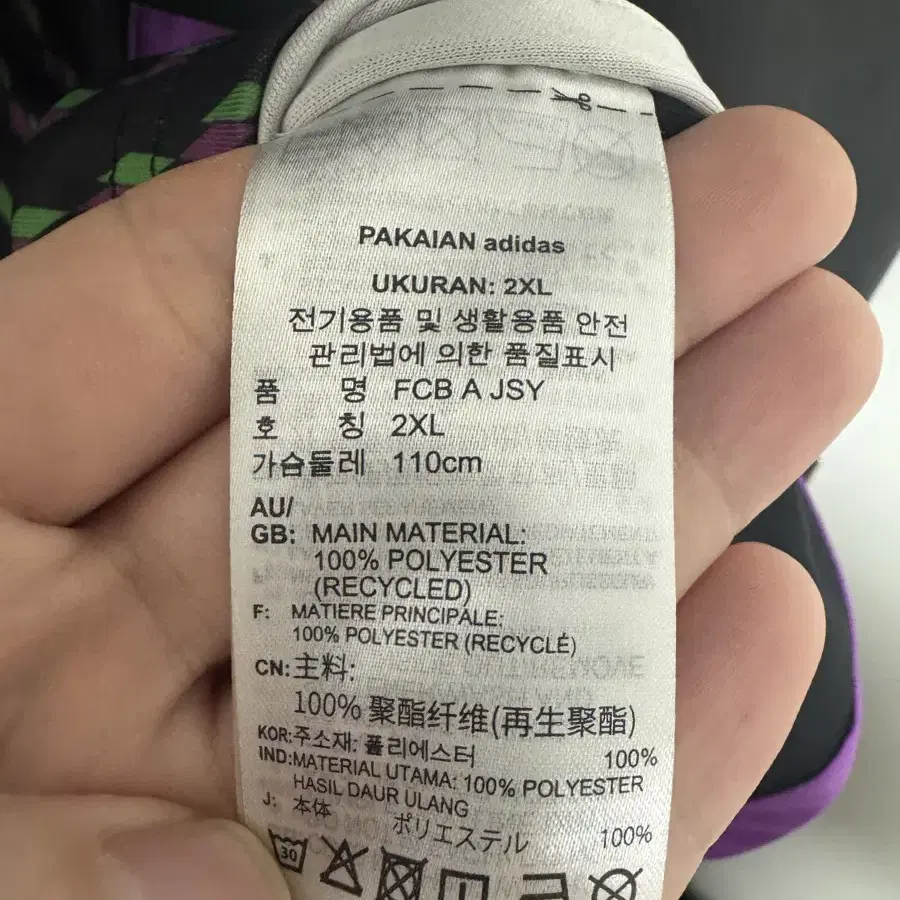 PAKAIAN adidas
UKURAN: 2XL
전기용품 및 생활용품 안전
관리법에 의한 품질표시
품 명 FCB A JSY
호 칭 2XL
가슴둘레 110cm
AU/
GB: MAIN MATERIAL:
100% POLYESTER
(RECYCLED)
F: MATIERE PRINCIPALE:
100% POLYESTER (RECYCLÉ)
CN: 主料:
100% 聚酯纤维(再生聚酯)
KOR: 주소재: 폴리에스터 100%
IND: MATERIAL UTAMA: 100% POLYESTER
HASIL DAUR ULANG
J: 本体
ポリエステル 100%
30